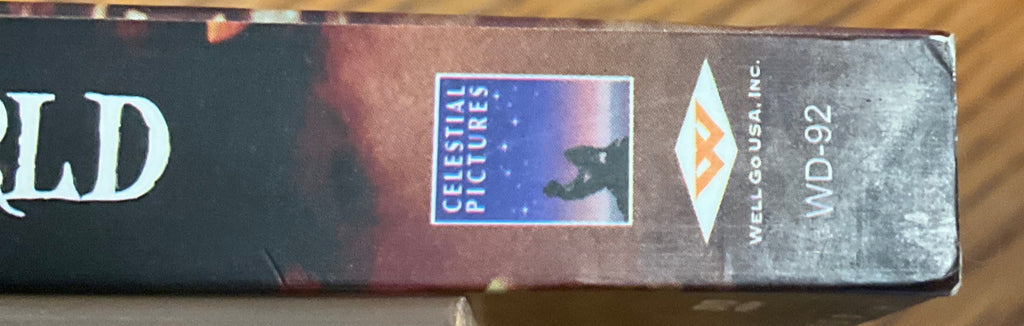 RLD
CELESTIAL
PICTURES
WELL GO USA, INC.
WD-92